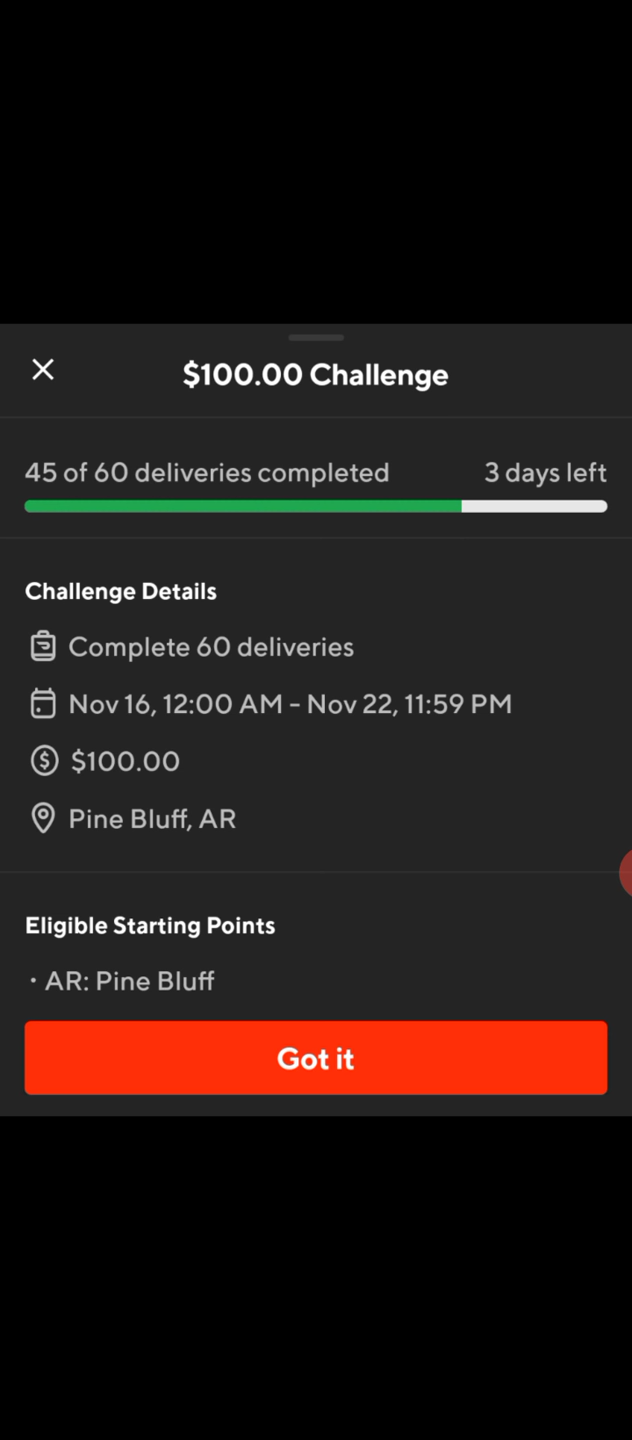 $100.00 Challenge
45 of 60 deliveries completed 3 days left
Challenge Details
Complete 60 deliveries
Nov 16, 12:00 AM - Nov 22, 11:59 PM
$100.00
Pine Bluff, AR
Eligible Starting Points
• AR: Pine Bluff
Got it